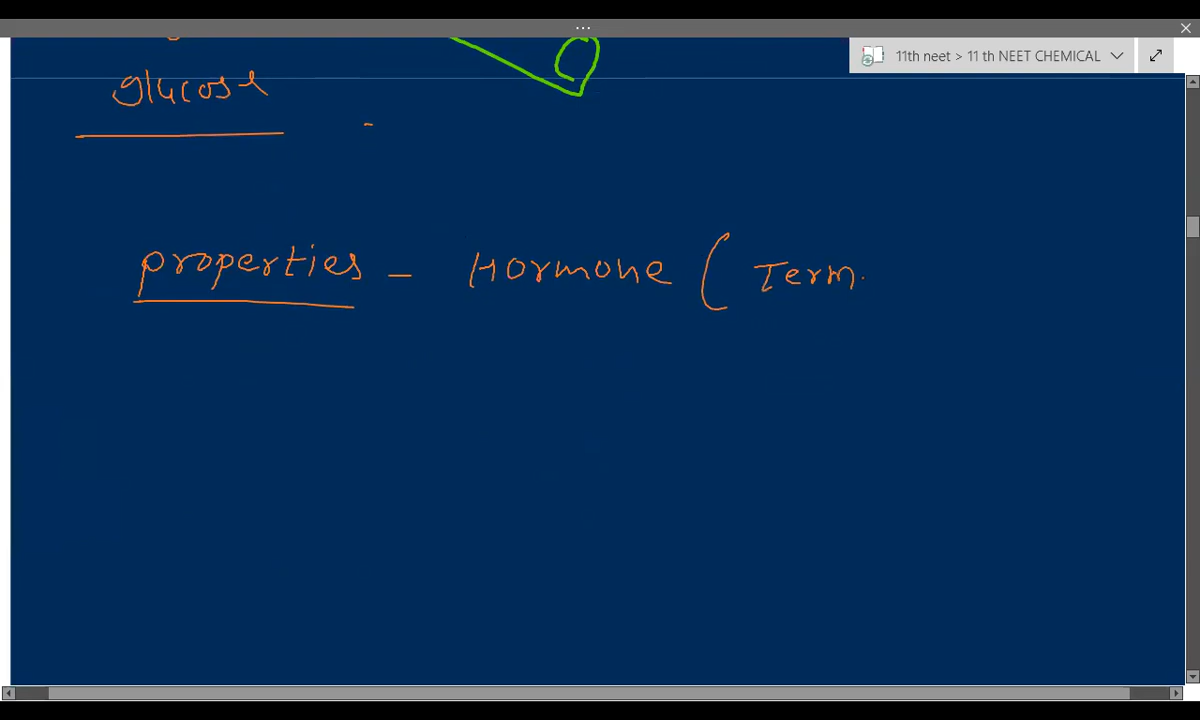 11th neet > 11 th NEET CHEMICAL
glucose
properties - Hormone ( Term.